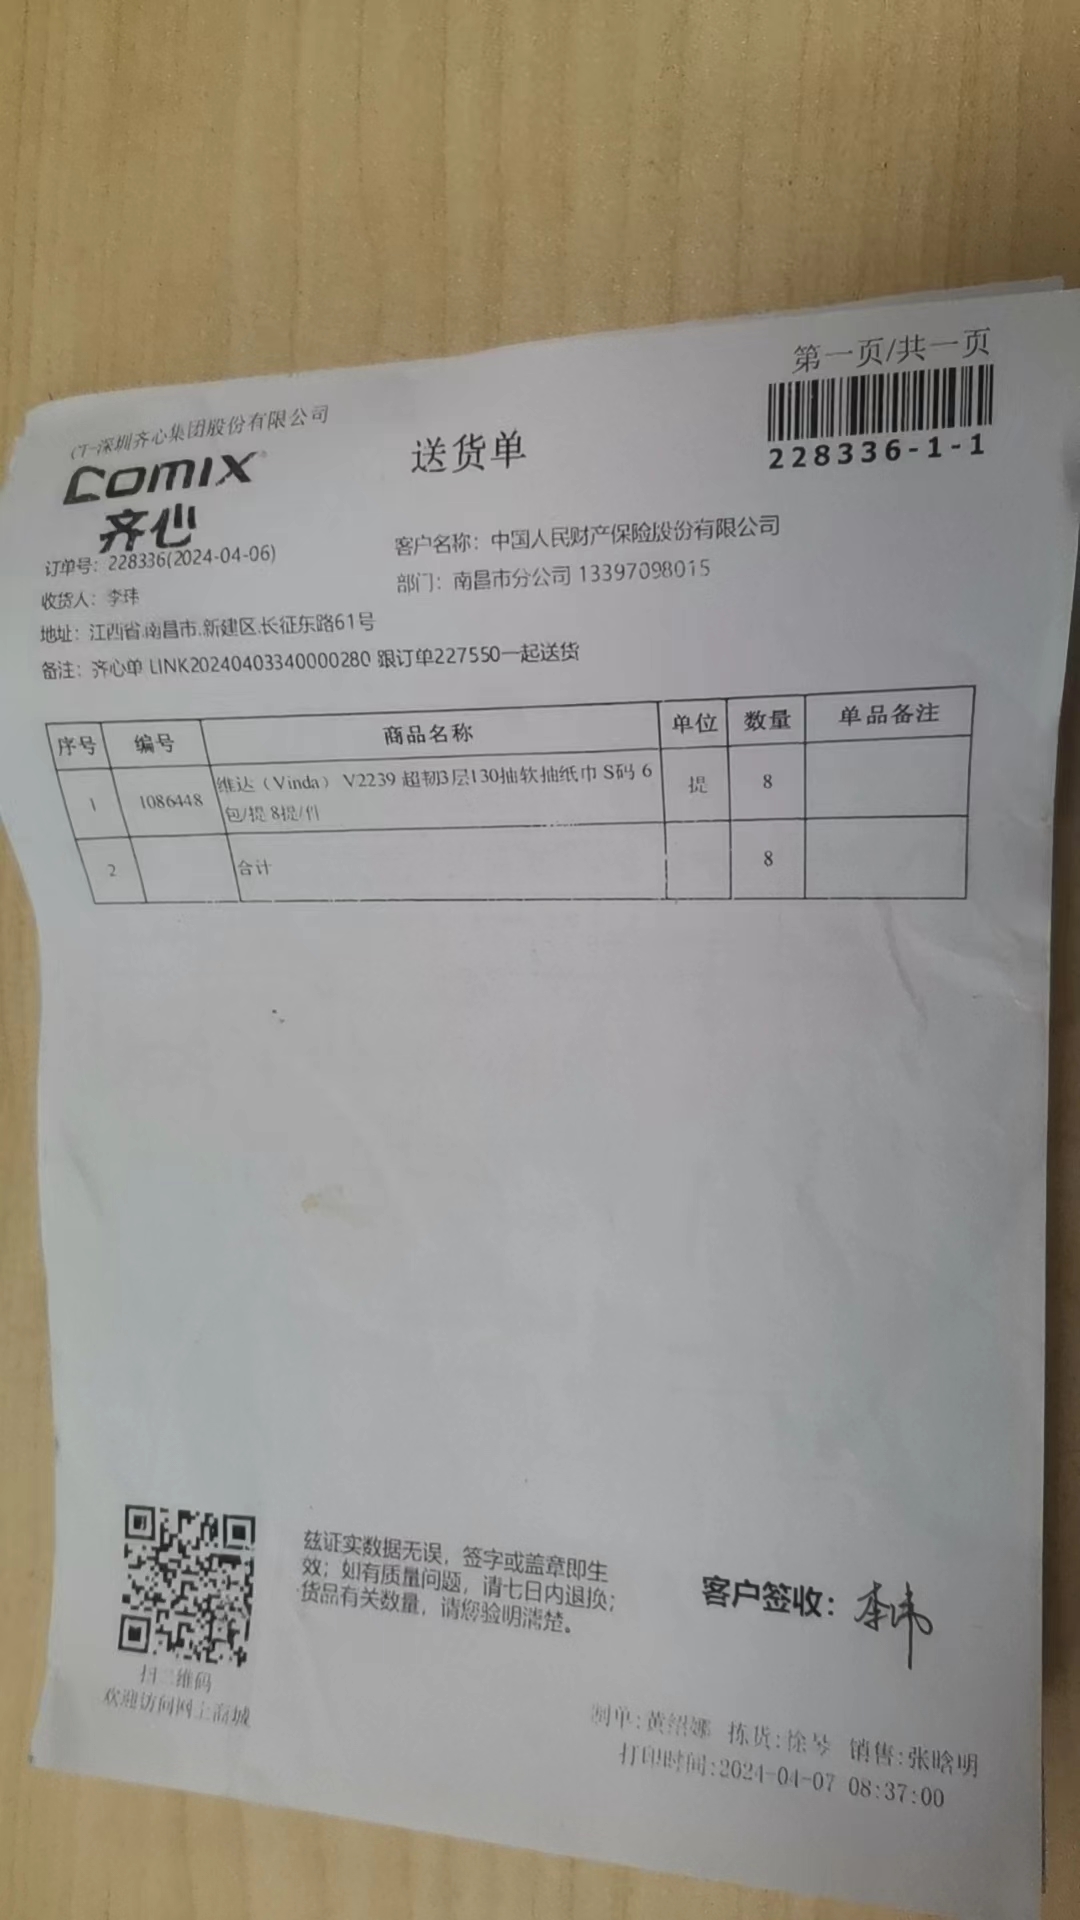 第一页/共一页
CT-深圳齐心集团股份有限公司
COMIX
齐心
送货单
228336-1-1
订单号：228336(2024-04-06)
客户名称：中国人民财产保险股份有限公司
收货人：李玮
部门：南昌市分公司 13397098015
地址：江西省.南昌市.新建区.长征东路61号
备注：齐心单 LINK20240403340000280 跟订单227550一起送货
序号 编号 商品名称 单位 数量 单品备注
1 1086448 维达（Vinda）V2239 超韧3层130抽软抽纸巾 S码 6 提 8
包/提 8提/件
2 合计 8
兹证实数据无误，签字或盖章即生
效；如有质量问题，请七日内退换；
货品有关数量，请您验明清楚。
客户签收：李玮
扫二维码
欢迎访问网上商城
制单:黄绍娜 拣货:徐琴 销售:张晗明
打印时间:2024-04-07 08:37:00